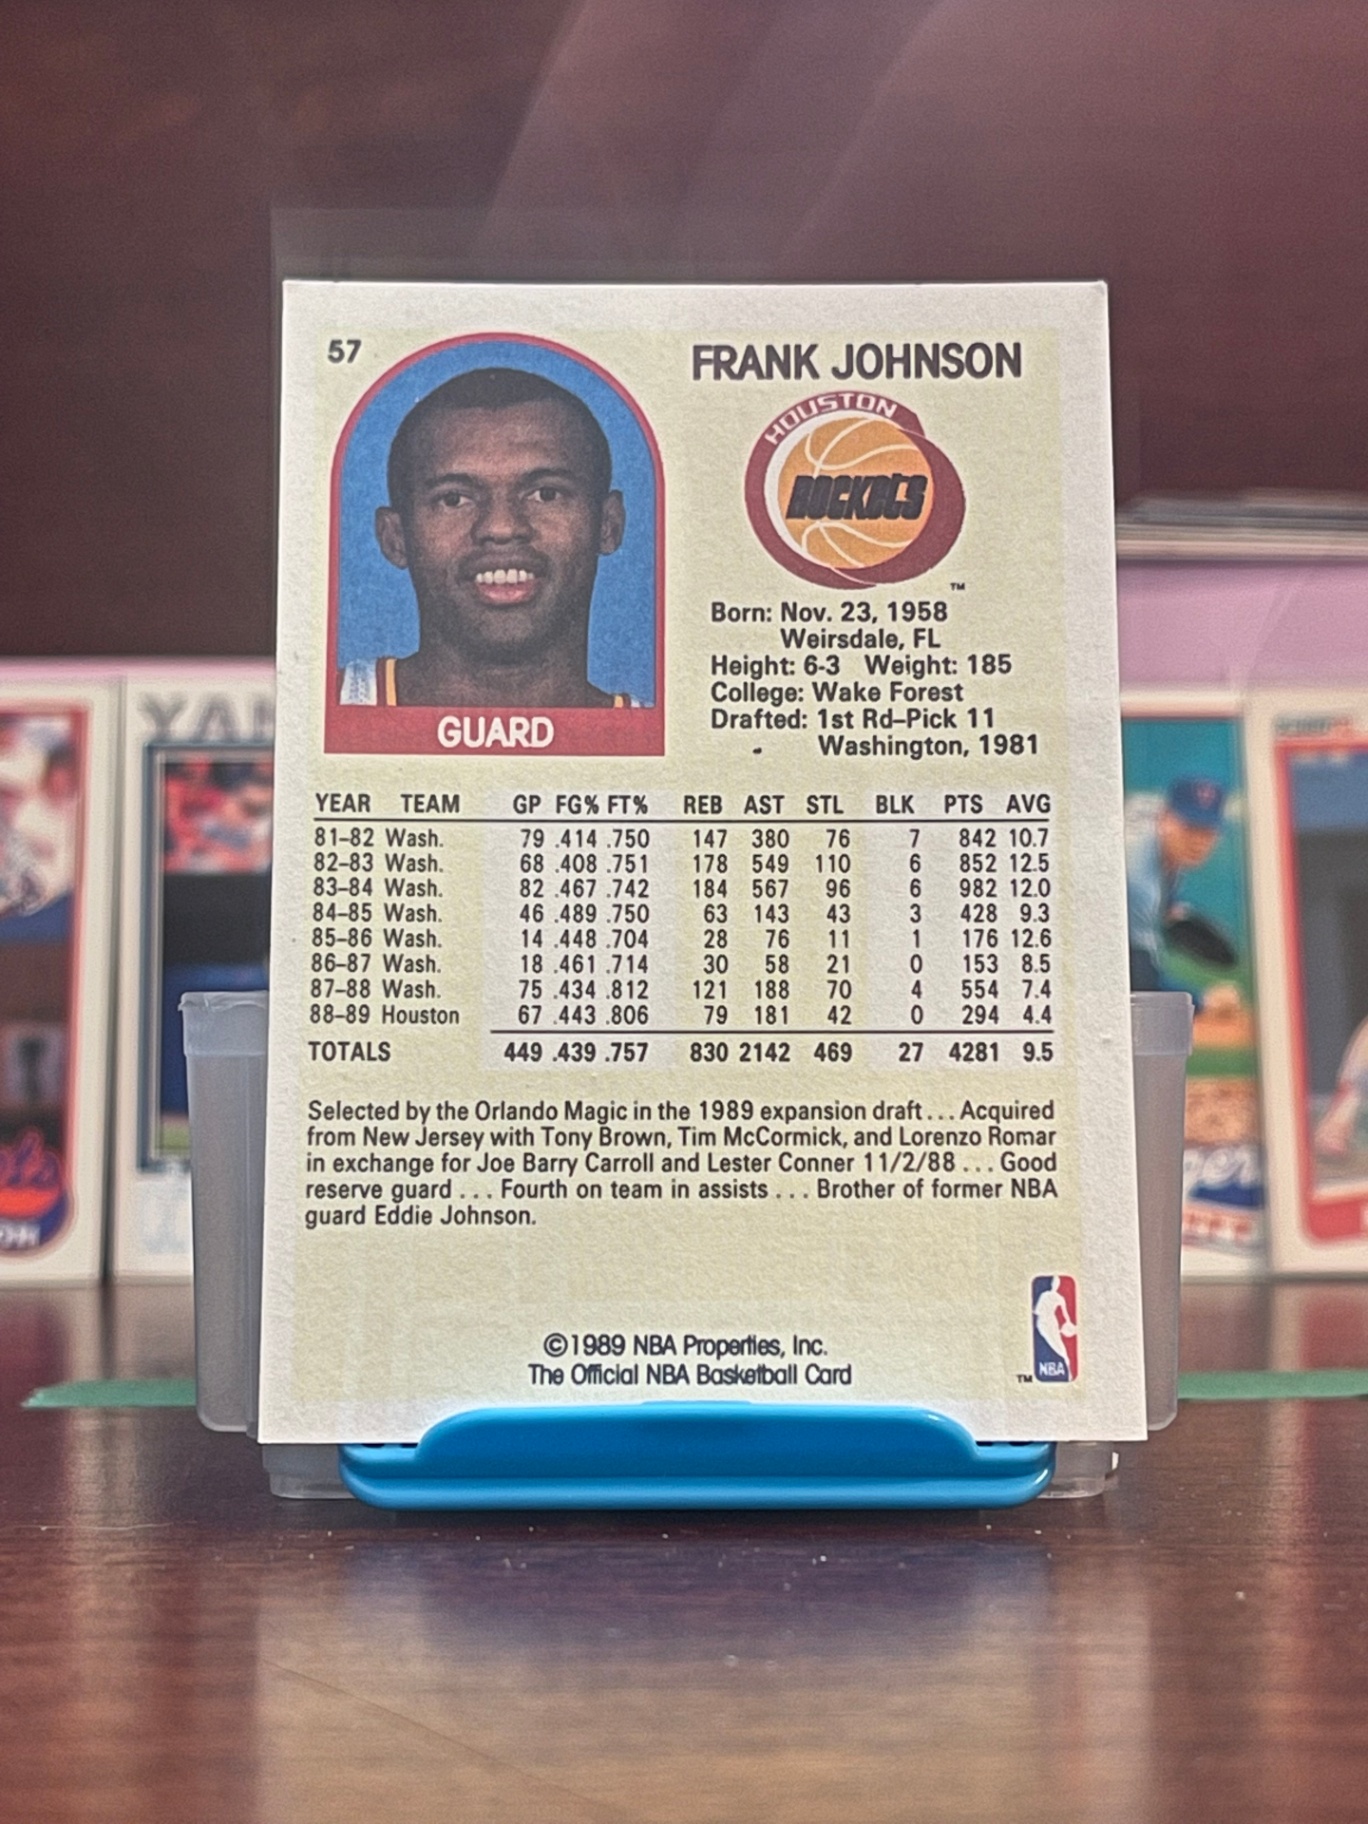 57
FRANK JOHNSON
HOUSTON
ROCKETS
TM
Born: Nov. 23, 1958
Weirsdale, FL
Height: 6-3 Weight: 185
College: Wake Forest
Drafted: 1st Rd–Pick 11
Washington, 1981
GUARD
YEAR TEAM GP FG% FT% REB AST STL BLK PTS AVG
81–82 Wash. 79 .414 .750 147 380 76 7 842 10.7
82–83 Wash. 68 .408 .751 178 549 110 6 852 12.5
83–84 Wash. 82 .467 .742 184 567 96 6 982 12.0
84–85 Wash. 46 .489 .750 63 143 43 3 428 9.3
85–86 Wash. 14 .448 .704 28 76 11 1 176 12.6
86–87 Wash. 18 .461 .714 30 58 21 0 153 8.5
87–88 Wash. 75 .434 .812 121 188 70 4 554 7.4
88–89 Houston 67 .443 .806 79 181 42 0 294 4.4
TOTALS 449 .439 .757 830 2142 469 27 4281 9.5
Selected by the Orlando Magic in the 1989 expansion draft . . . Acquired
from New Jersey with Tony Brown, Tim McCormick, and Lorenzo Romar
in exchange for Joe Barry Carroll and Lester Conner 11/2/88 . . . Good
reserve guard . . . Fourth on team in assists . . . Brother of former NBA
guard Eddie Johnson.
©1989 NBA Properties, Inc.
The Official NBA Basketball Card
TM NBA